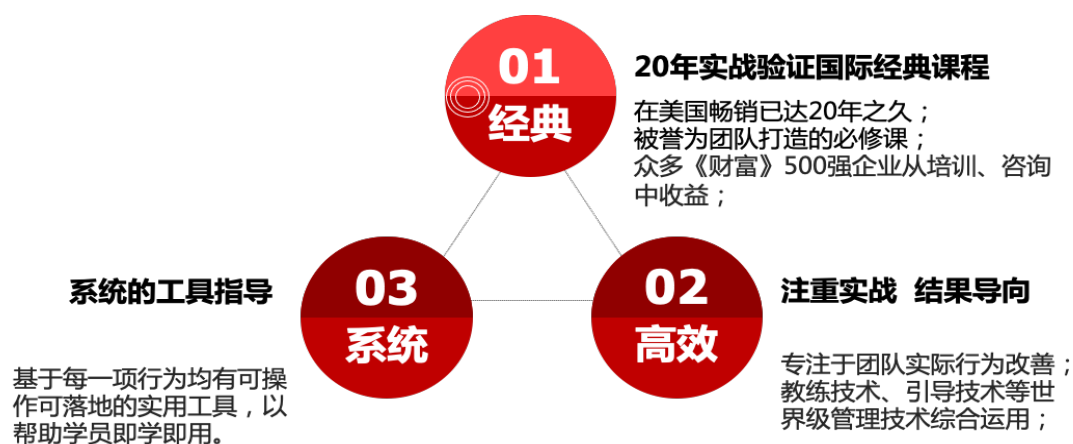 01
经典
20年实战验证国际经典课程
在美国畅销已达20年之久；
被誉为团队打造的必修课；
众多《财富》500强企业从培训、咨询
中收益；
02
高效
注重实战 结果导向
专注于团队实际行为改善；
教练技术、引导技术等世
界级管理技术综合运用；
03
系统
系统的工具指导
基于每一项行为均有可操
作可落地的实用工具，以
帮助学员即学即用。